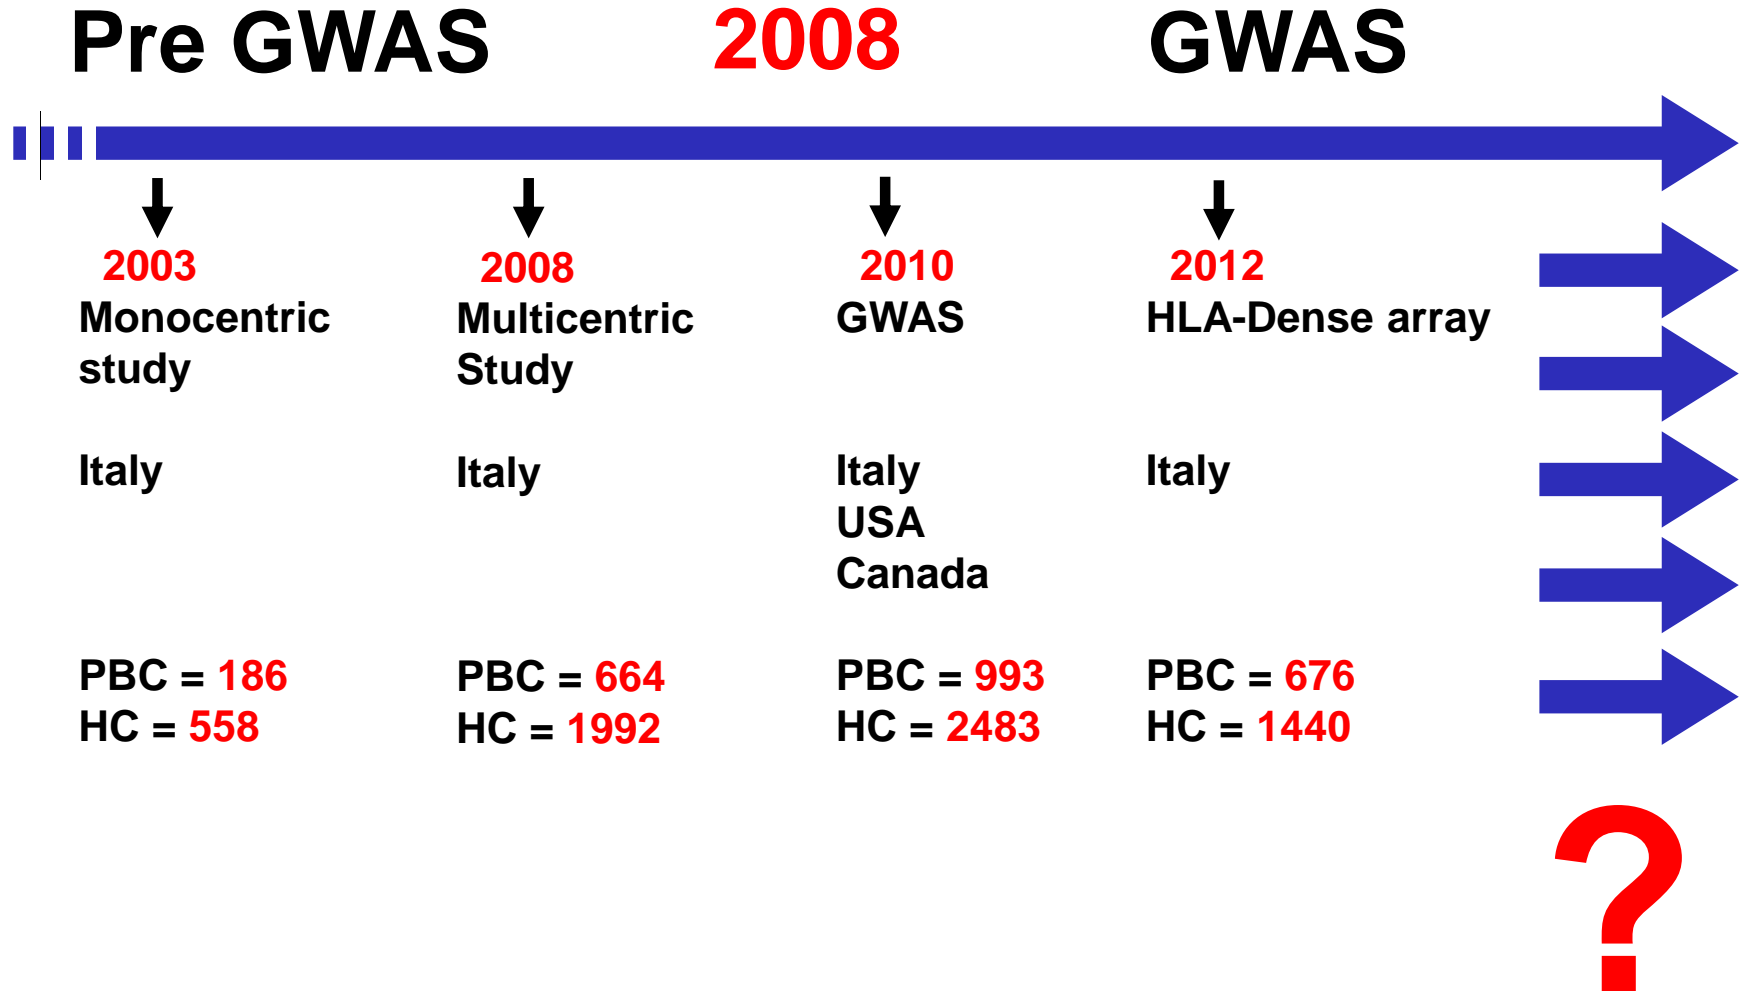 Pre GWAS 2008 GWAS
2003
Monocentric
study
Italy
PBC = 186
HC = 558
2008
Multicentric
Study
Italy
PBC = 664
HC = 1992
2010
GWAS
Italy
USA
Canada
PBC = 993
HC = 2483
2012
HLA-Dense array
Italy
PBC = 676
HC = 1440
?